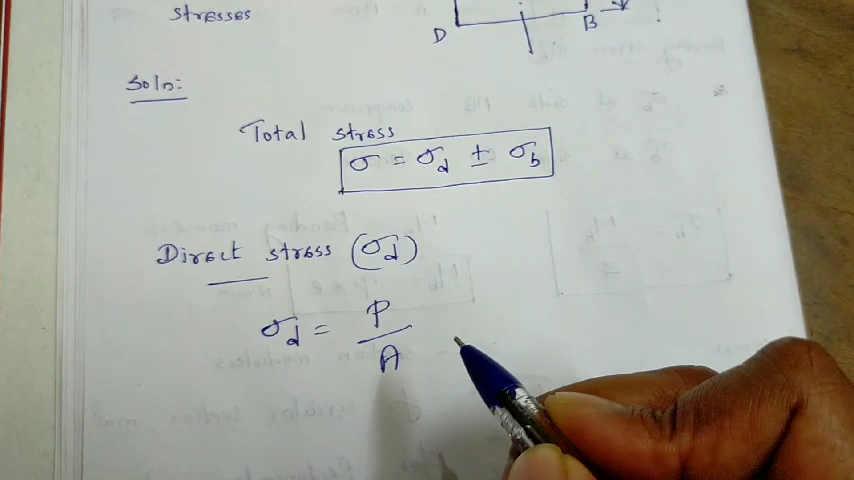 stresses
D
B
Soln:
Total stress
σ = σd ± σb
Direct stress (σd)
σd = P/A